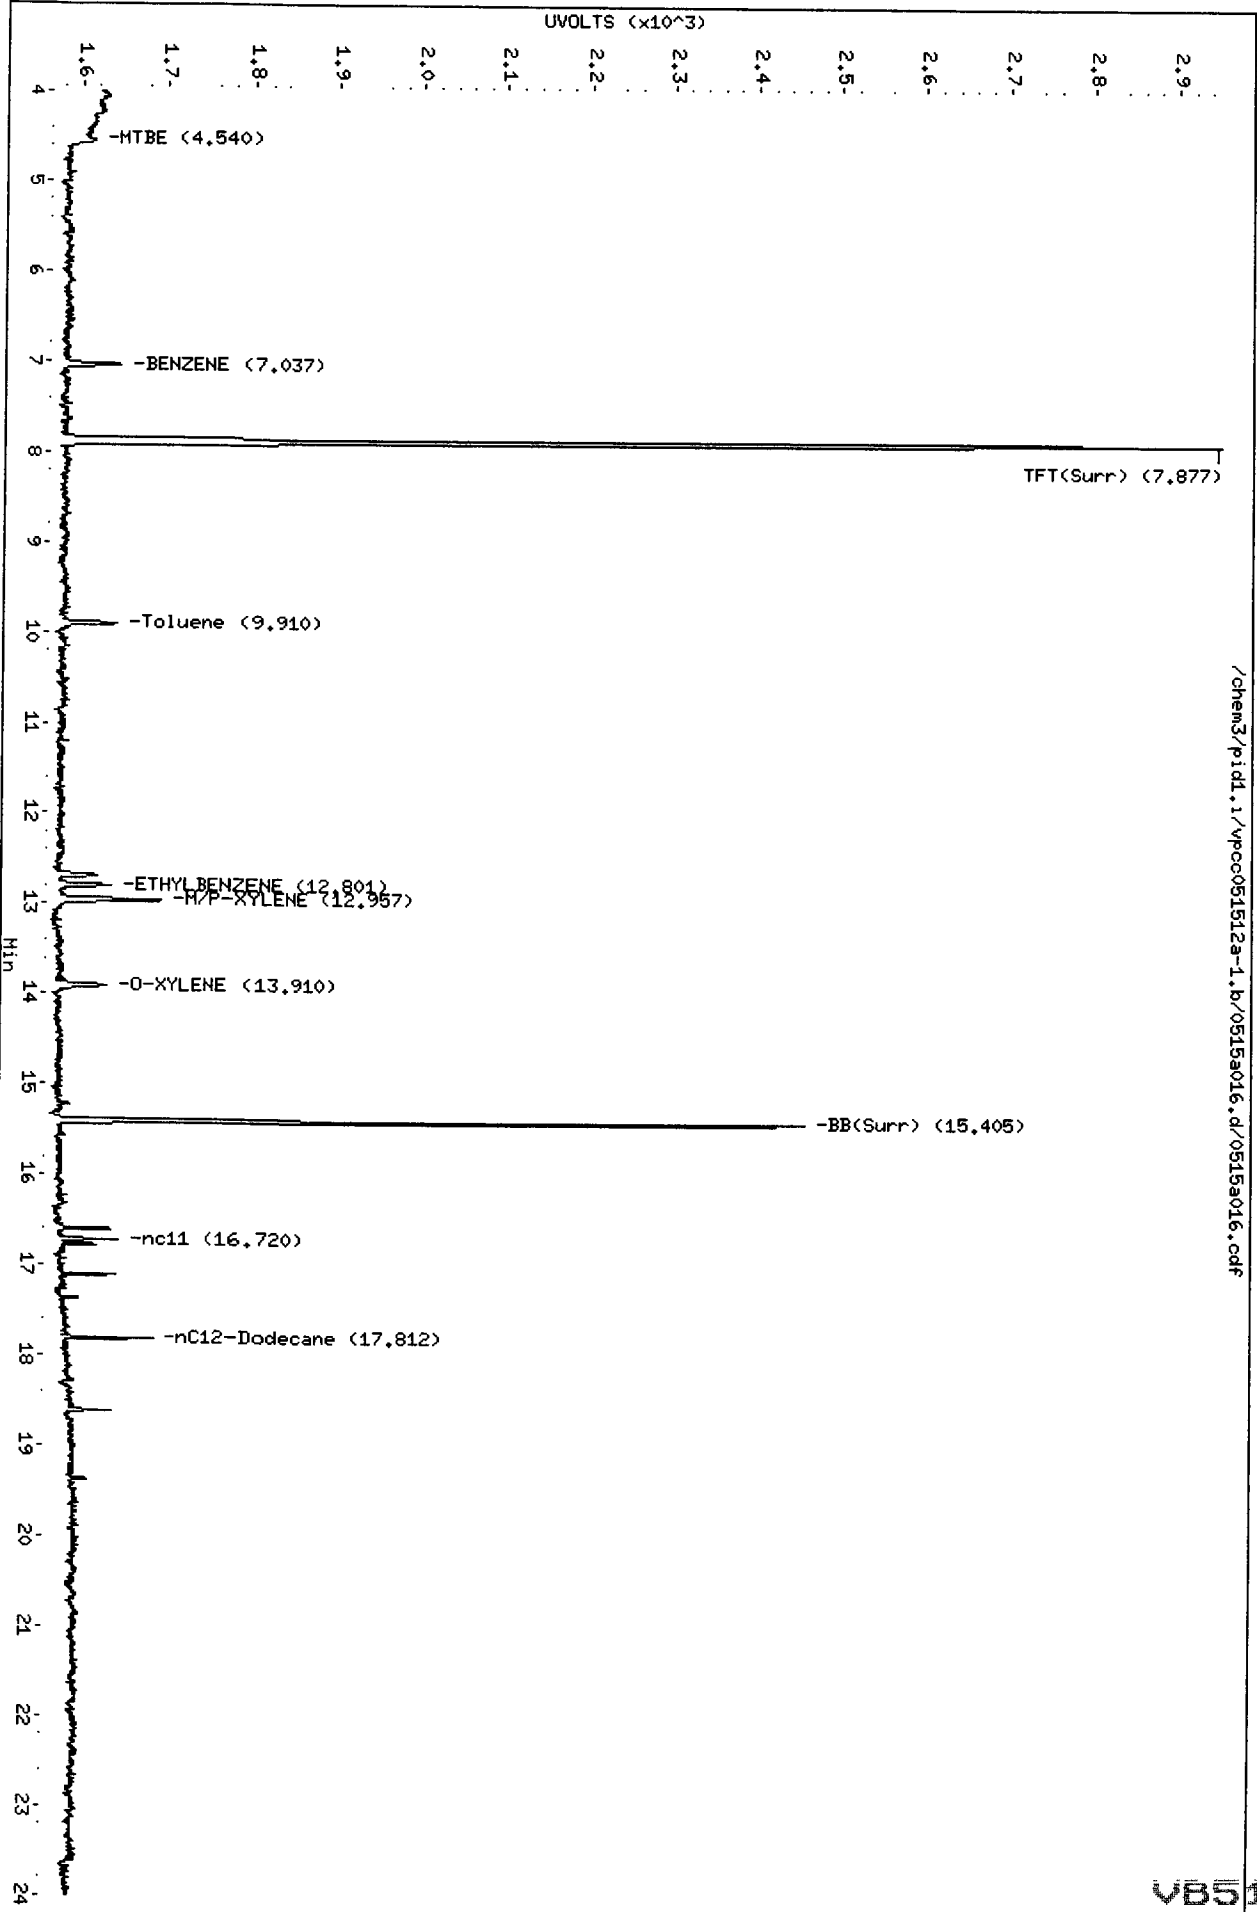 /chem3/pid1.i/vpcc051512a-1.b/0515a016.d/0515a016.cdf
UVOLTS (x10^3)
2.9-
2.8-
2.7-
2.6-
2.5-
2.4-
2.3-
2.2-
2.1-
2.0-
1.9-
1.8-
1.7-
1.6-
-MTBE (4.540)
-BENZENE (7.037)
TFT(Surr) (7.877)
-Toluene (9.910)
-ETHYLBENZENE (12.801)
-M/P-XYLENE (12.957)
-O-XYLENE (13.910)
-BB(Surr) (15.405)
-nc11 (16.720)
-nC12-Dodecane (17.812)
4 5 6 7 8 9 10 11 12 13 14 15 16 17 18 19 20 21 22 23 24
Min